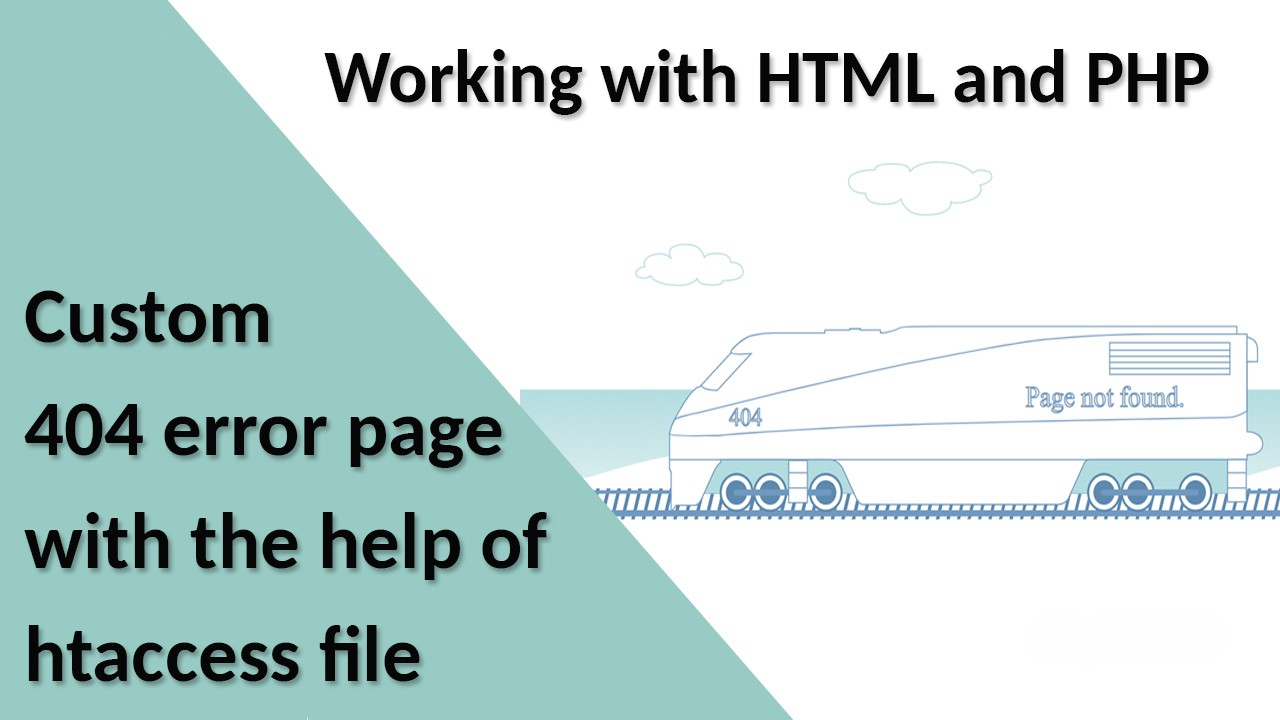 Working with HTML and PHP
Custom
404 error page
with the help of
htaccess file
404
Page not found.